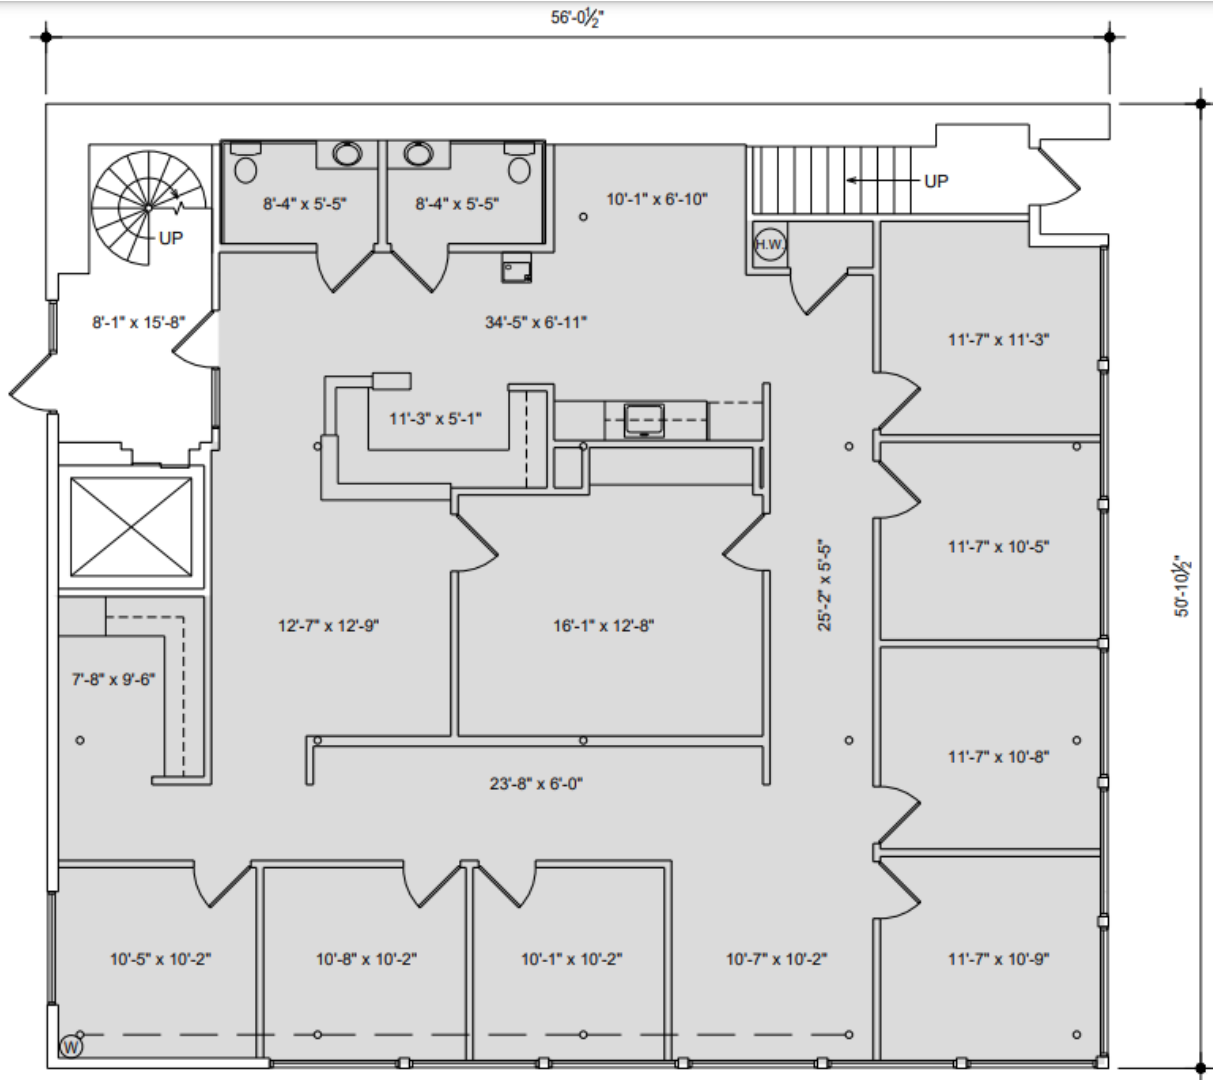 56'-0½"
UP
8'-4" x 5'-5"
8'-4" x 5'-5"
10'-1" x 6'-10"
UP
H.W.
8'-1" x 15'-8"
34'-5" x 6'-11"
11'-7" x 11'-3"
11'-3" x 5'-1"
11'-7" x 10'-5"
25'-2" x 5'-5"
50'-10½"
12'-7" x 12'-9"
16'-1" x 12'-8"
7'-8" x 9'-6"
23'-8" x 6'-0"
11'-7" x 10'-8"
10'-5" x 10'-2"
10'-8" x 10'-2"
10'-1" x 10'-2"
10'-7" x 10'-2"
11'-7" x 10'-9"
W